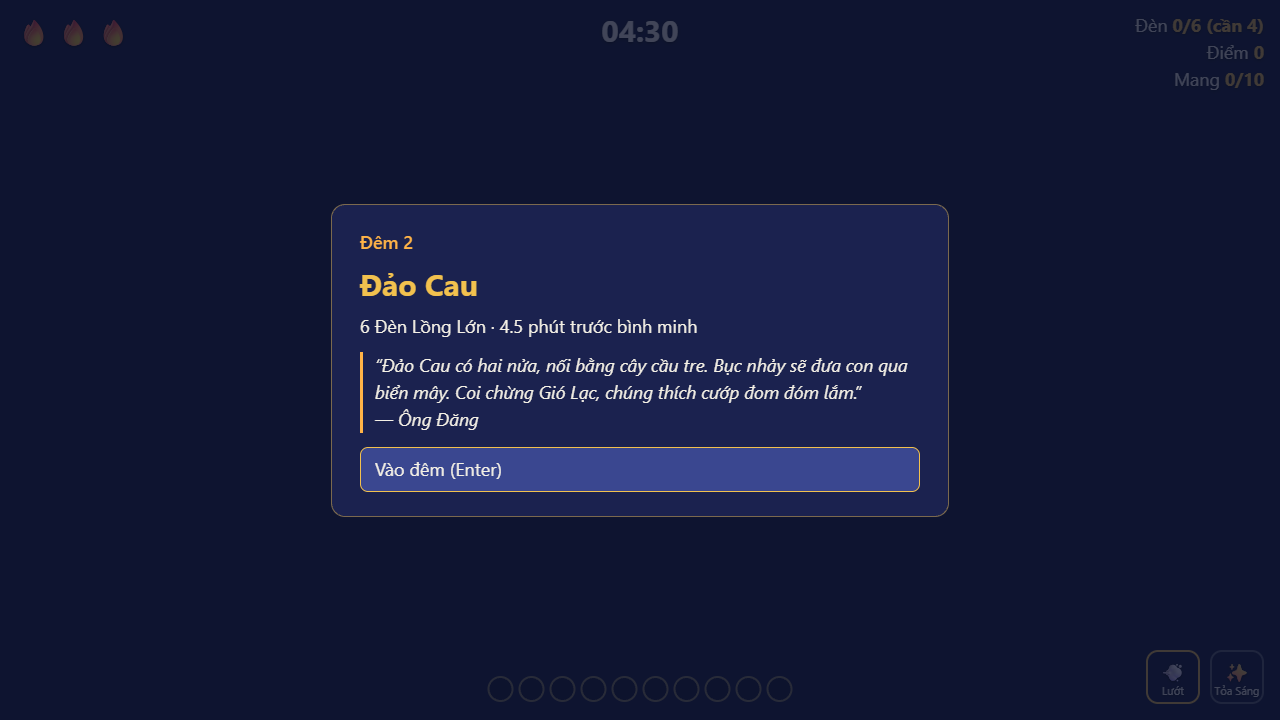 04:30
Đèn 0/6 (cần 4)
Điểm 0
Mang 0/10
Đêm 2
Đảo Cau
6 Đèn Lồng Lớn · 4.5 phút trước bình minh
“Đảo Cau có hai nửa, nối bằng cây cầu tre. Bục nhảy sẽ đưa con qua
biển mây. Coi chừng Gió Lạc, chúng thích cướp đom đóm lắm.”
— Ông Đăng
Vào đêm (Enter)
Lướt
Tỏa Sáng